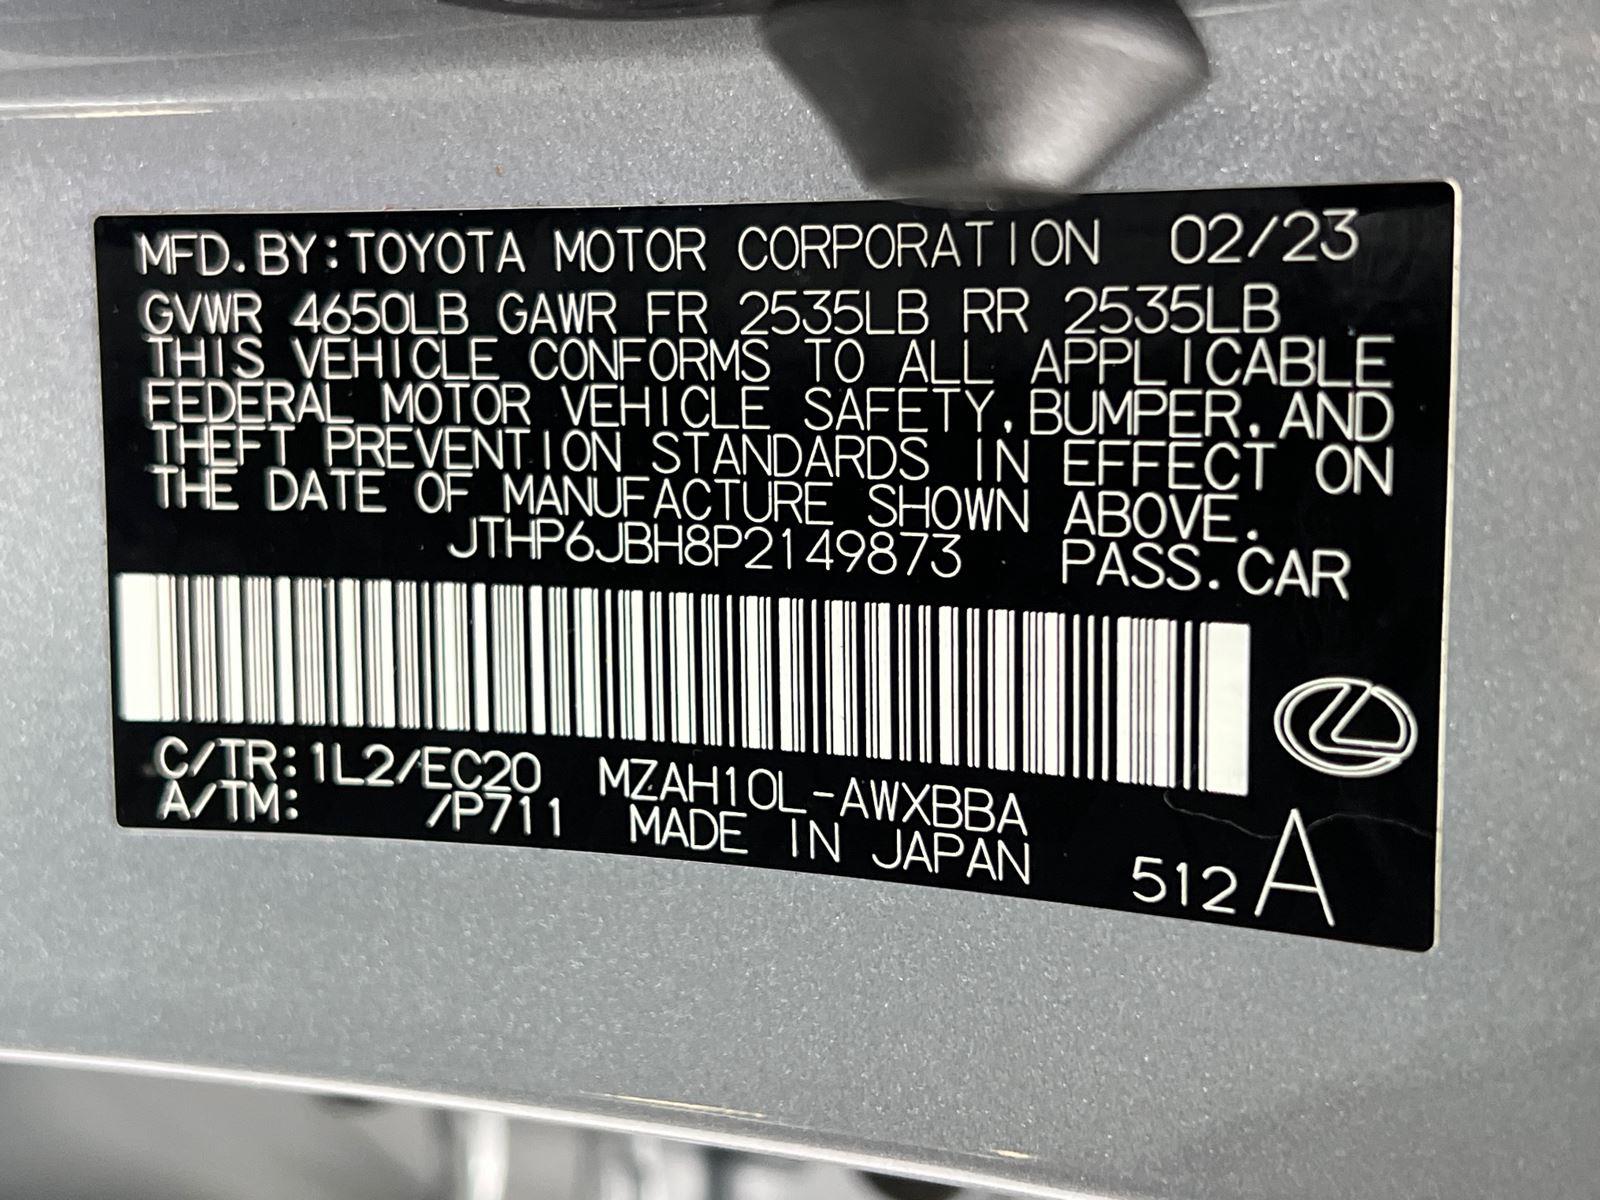 MFD.BY:TOYOTA MOTOR CORPORATION 02/23
GVWR 4650LB GAWR FR 2535LB RR 2535LB
THIS VEHICLE CONFORMS TO ALL APPLICABLE
FEDERAL MOTOR VEHICLE SAFETY, BUMPER, AND
THEFT PREVENTION STANDARDS IN EFFECT ON
THE DATE OF MANUFACTURE SHOWN ABOVE.
JTHP6JBH8P2149873 PASS.CAR
C/TR:1L2/EC20 MZAH10L-AWXBBA
A/TM: /P711 MADE IN JAPAN 512 A